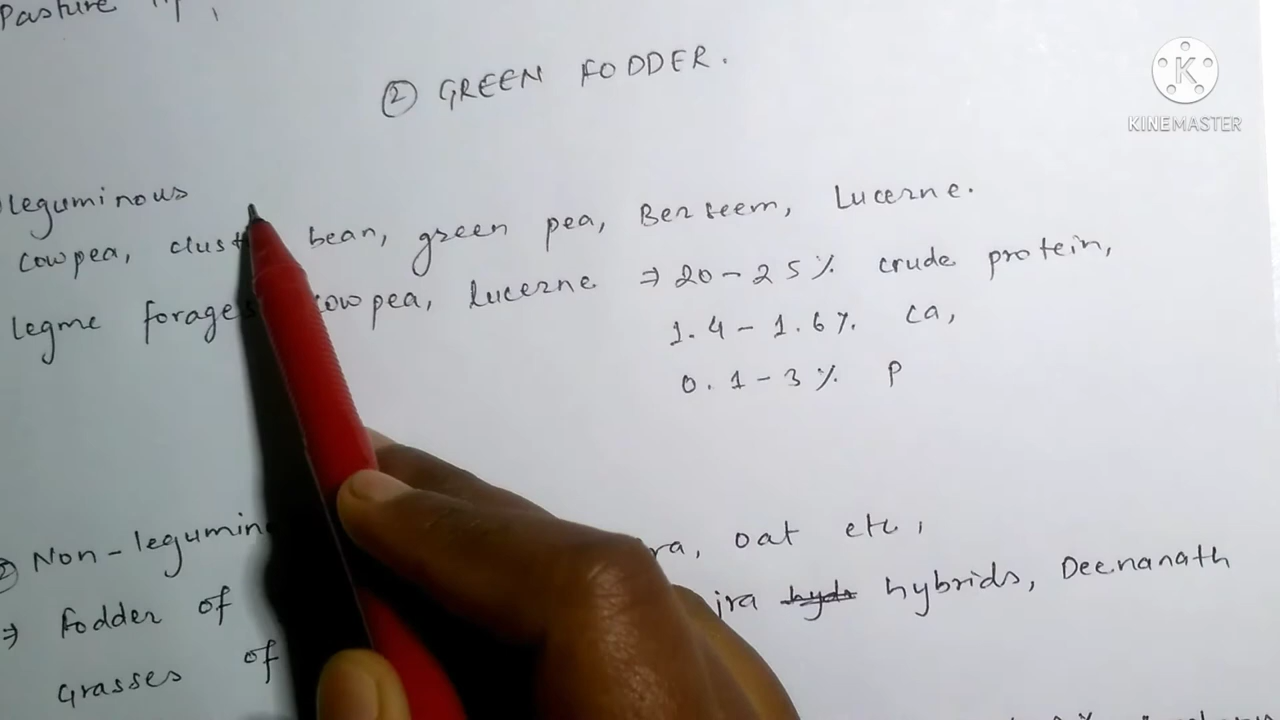 Pasture
② GREEN FODDER.
leguminous
cowpea, clust bean, green pea, Berseem, Lucerne.
legme forages cowpea, lucerne ⇒ 20-25% crude protein,
1.4-1.6% ca,
0.1-3% P
② Non-legumin ra, oat etc,
⇒ fodder of jra hybrids, Deenanath
Grasses of
K
KINEMASTER